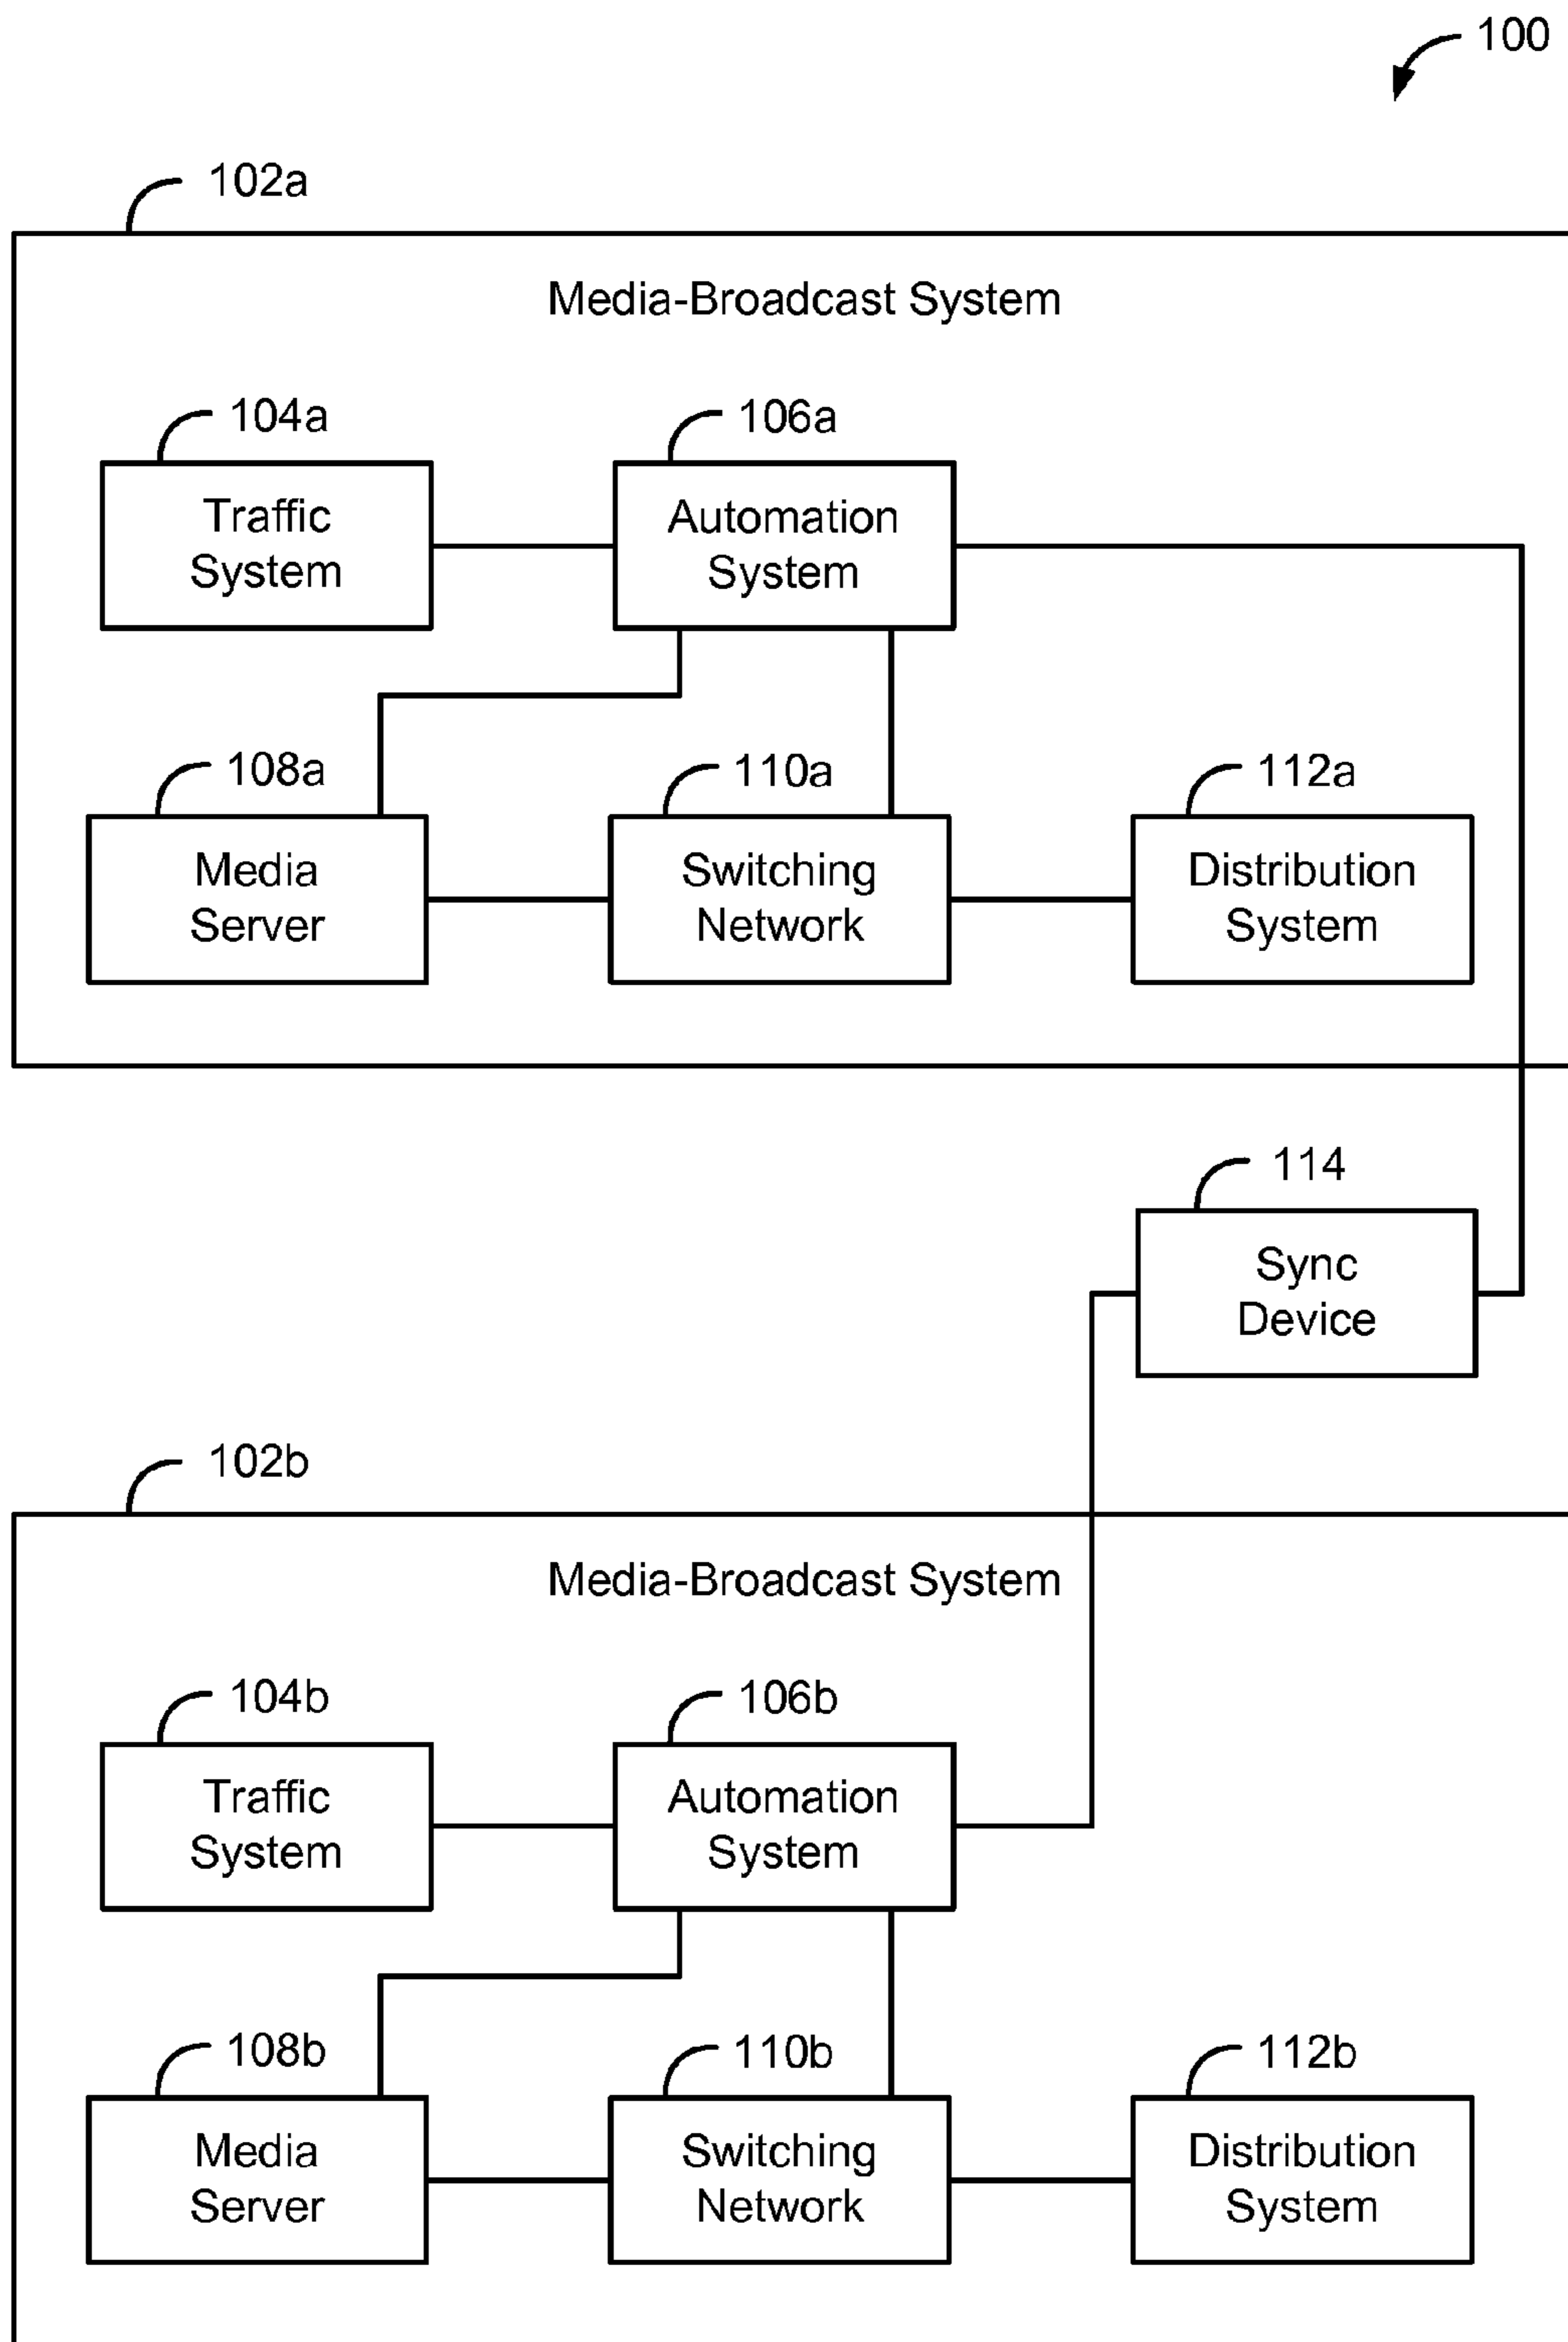 100
102a
Media-Broadcast System
104a
106a
Traffic
System
Automation
System
108a
110a
112a
Media
Server
Switching
Network
Distribution
System
114
Sync
Device
102b
Media-Broadcast System
104b
106b
Traffic
System
Automation
System
108b
110b
112b
Media
Server
Switching
Network
Distribution
System